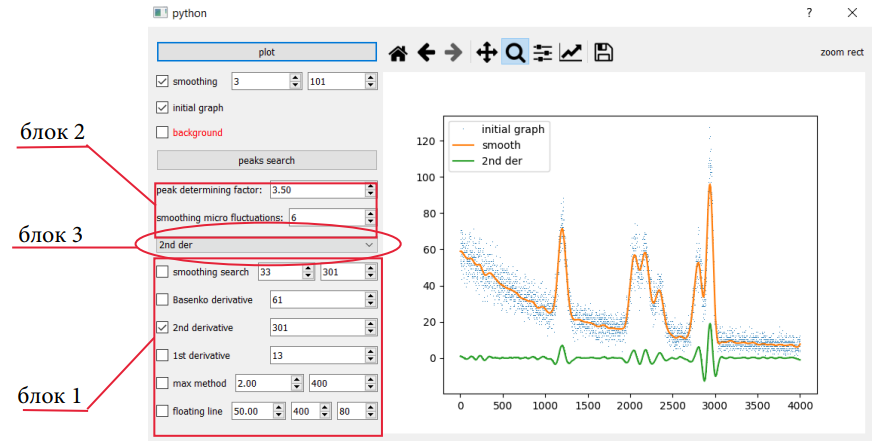 python
?
plot
zoom rect
smoothing 3 101
initial graph
background
блок 2
peaks search
peak determining factor: 3.50
smoothing micro fluctuations: 6
блок 3
2nd der
smoothing search 33 301
Basenko derivative 61
2nd derivative 301
1st derivative 13
блок 1
max method 2.00 400
floating line 50.00 400 80
initial graph
smooth
2nd der
120
100
80
60
40
20
0
0 500 1000 1500 2000 2500 3000 3500 4000